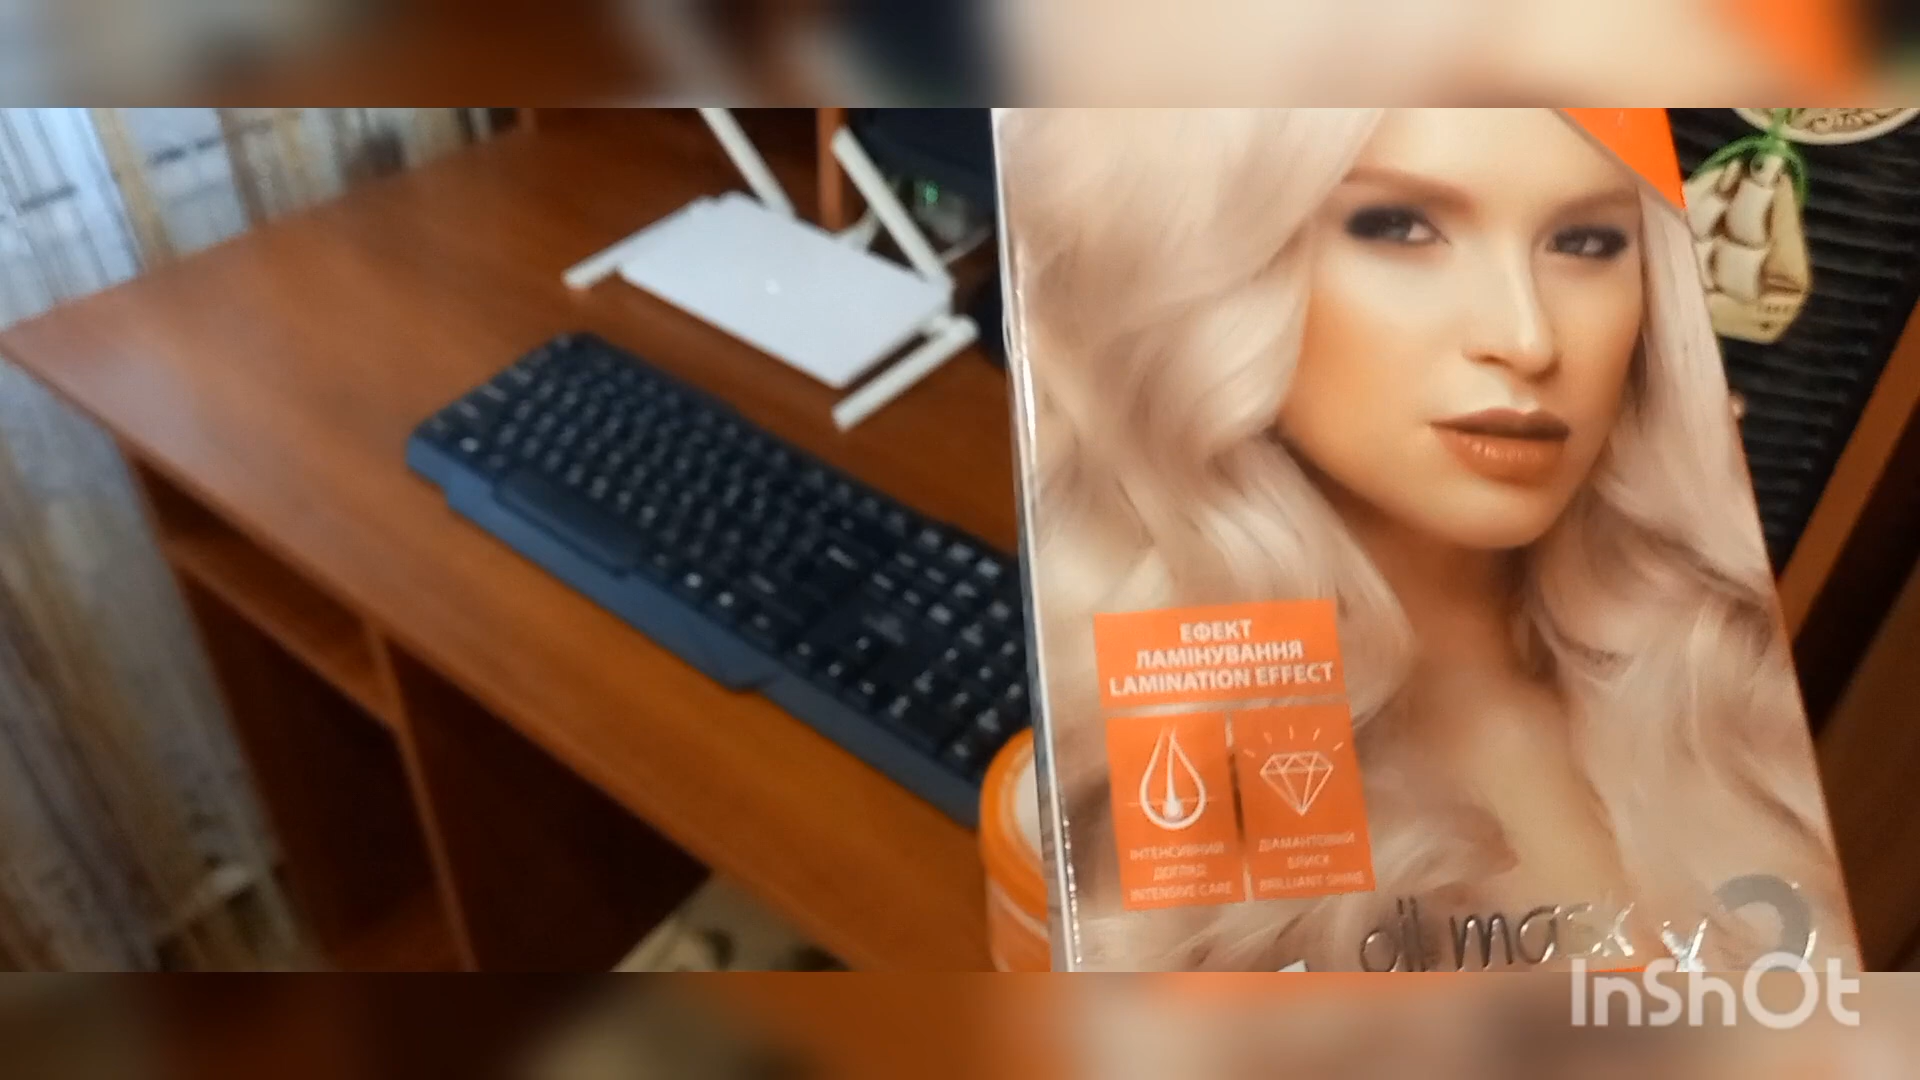 ЕФЕКТ
ЛАМІНУВАННЯ
LAMINATION EFFECT
ІНТЕНСИВНИЙ
ДОГЛЯД
INTENSIVE CARE
ДІАМАНТОВИЙ
БЛИСК
BRILLIANT SHINE
oil mask
InShOt